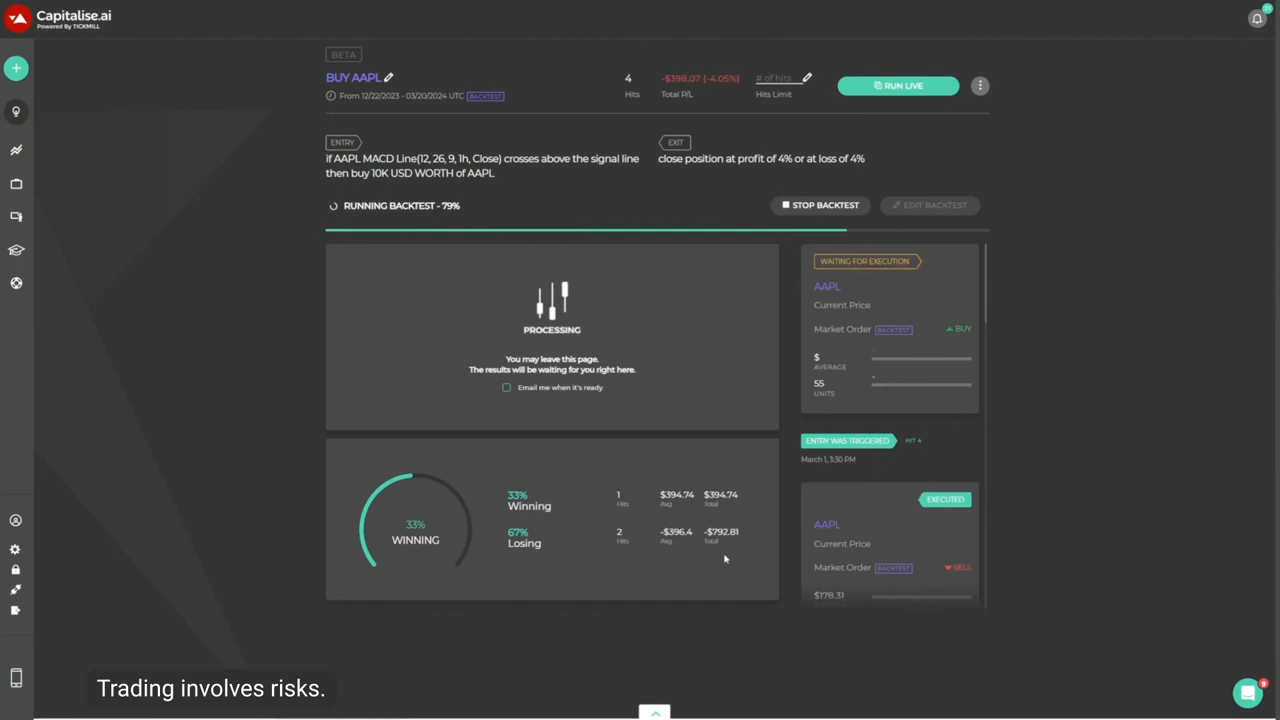 Capitalise.ai
Powered By TICKMILL
21
BETA
BUY AAPL
4
-$398.07 (-4.05%)
# of hits
RUN LIVE
From 12/22/2023 - 03/20/2024 UTC BACKTEST
Hits
Total P/L
Hits Limit
ENTRY
EXIT
if AAPL MACD Line(12, 26, 9, 1h, Close) crosses above the signal line
then buy 10K USD WORTH of AAPL
close position at profit of 4% or at loss of 4%
RUNNING BACKTEST - 79%
STOP BACKTEST
EDIT BACKTEST
PROCESSING
You may leave this page.
The results will be waiting for you right here.
Email me when it's ready
WAITING FOR EXECUTION
AAPL
Current Price
Market Order BACKTEST
BUY
$
AVERAGE
-
55
UNITS
ENTRY WAS TRIGGERED
HIT 4
March 1, 3:30 PM
33%
WINNING
33%
Winning
1
Hits
$394.74
Avg
$394.74
Total
67%
Losing
2
Hits
-$396.4
Avg
-$792.81
Total
EXECUTED
AAPL
Current Price
Market Order BACKTEST
SELL
$178.31
Trading involves risks.
9